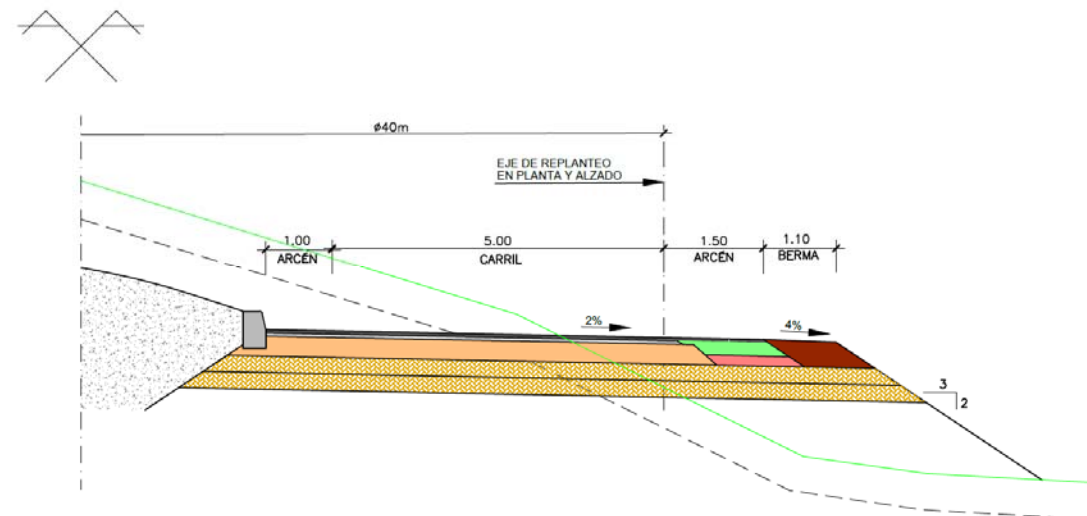 ø40m
EJE DE REPLANTEO
EN PLANTA Y ALZADO
1.00
ARCÉN
5.00
CARRIL
1.50
ARCÉN
1.10
BERMA
2%
4%
3
2